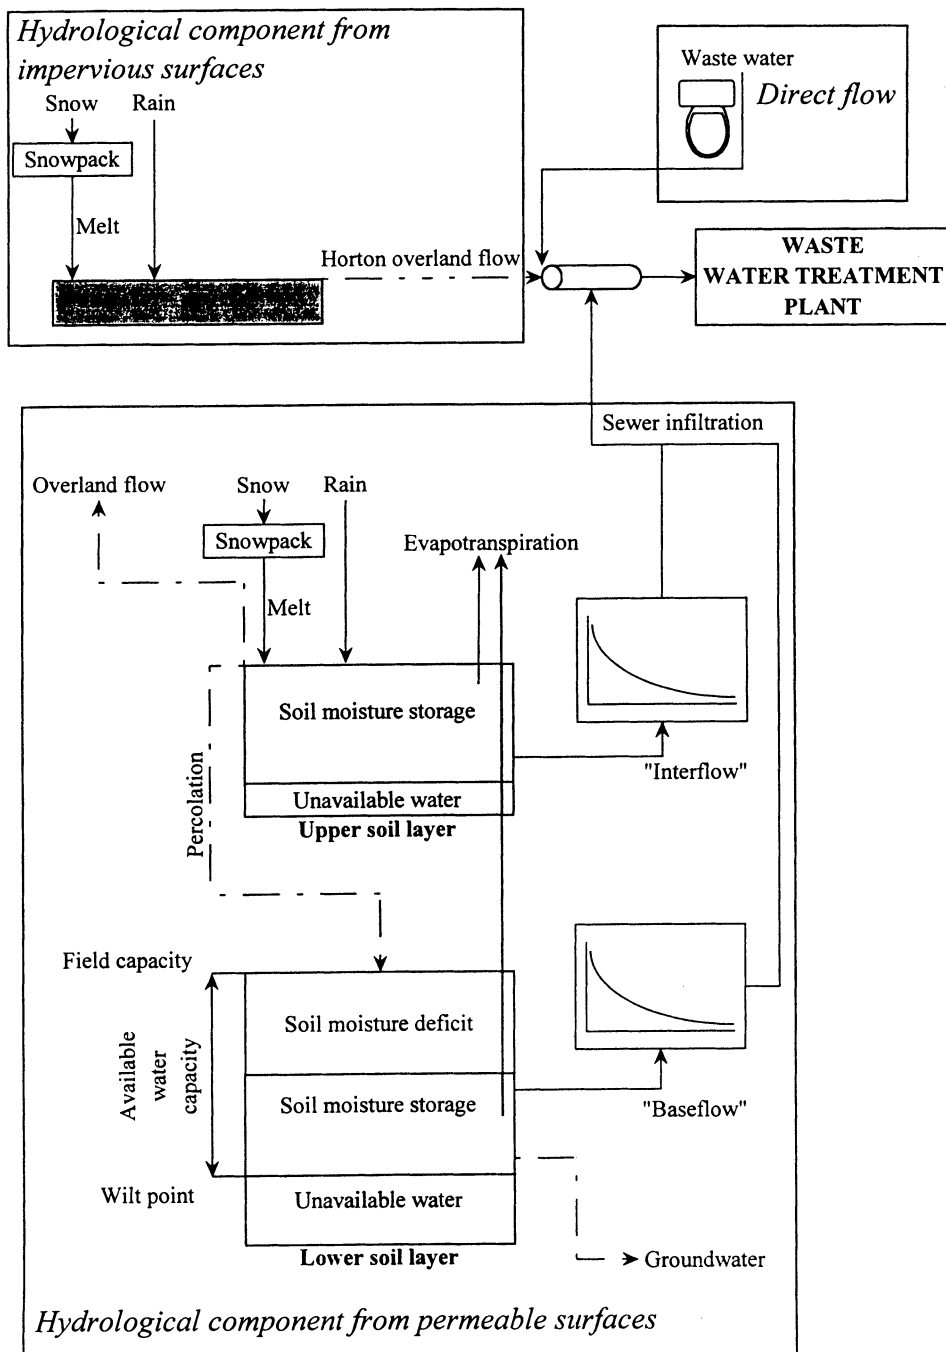 Hydrological component from
impervious surfaces
Snow
Rain
Snowpack
Melt
Horton overland flow
Waste water
Direct flow
WASTE
WATER TREATMENT
PLANT
Sewer infiltration
Overland flow
Snow
Rain
Snowpack
Evapotranspiration
Melt
Soil moisture storage
Unavailable water
Upper soil layer
"Interflow"
Percolation
Field capacity
Soil moisture deficit
Available
water
capacity
Soil moisture storage
"Baseflow"
Wilt point
Unavailable water
Lower soil layer
Groundwater
Hydrological component from permeable surfaces